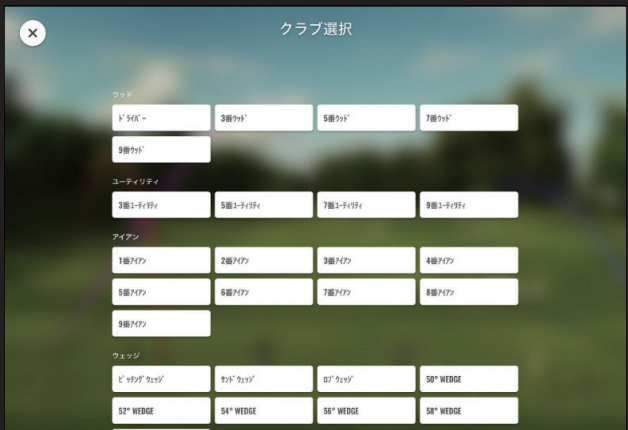 クラブ選択
ウッド
ﾄﾞﾗｲﾊﾞｰ 3番ｳｯﾄﾞ 5番ｳｯﾄﾞ 7番ｳｯﾄﾞ
9番ｳｯﾄﾞ
ユーティリティ
3番ﾕｰﾃｨﾘﾃｨ 5番ﾕｰﾃｨﾘﾃｨ 7番ﾕｰﾃｨﾘﾃｨ 9番ﾕｰﾃｨﾘﾃｨ
アイアン
1番ｱｲｱﾝ 2番ｱｲｱﾝ 3番ｱｲｱﾝ 4番ｱｲｱﾝ
5番ｱｲｱﾝ 6番ｱｲｱﾝ 7番ｱｲｱﾝ 8番ｱｲｱﾝ
9番ｱｲｱﾝ
ウェッジ
ﾋﾟｯﾁﾝｸﾞｳｪｯｼﾞ ｻﾝﾄﾞｳｪｯｼﾞ ﾛﾌﾞｳｪｯｼﾞ 50° WEDGE
52° WEDGE 54° WEDGE 56° WEDGE 58° WEDGE